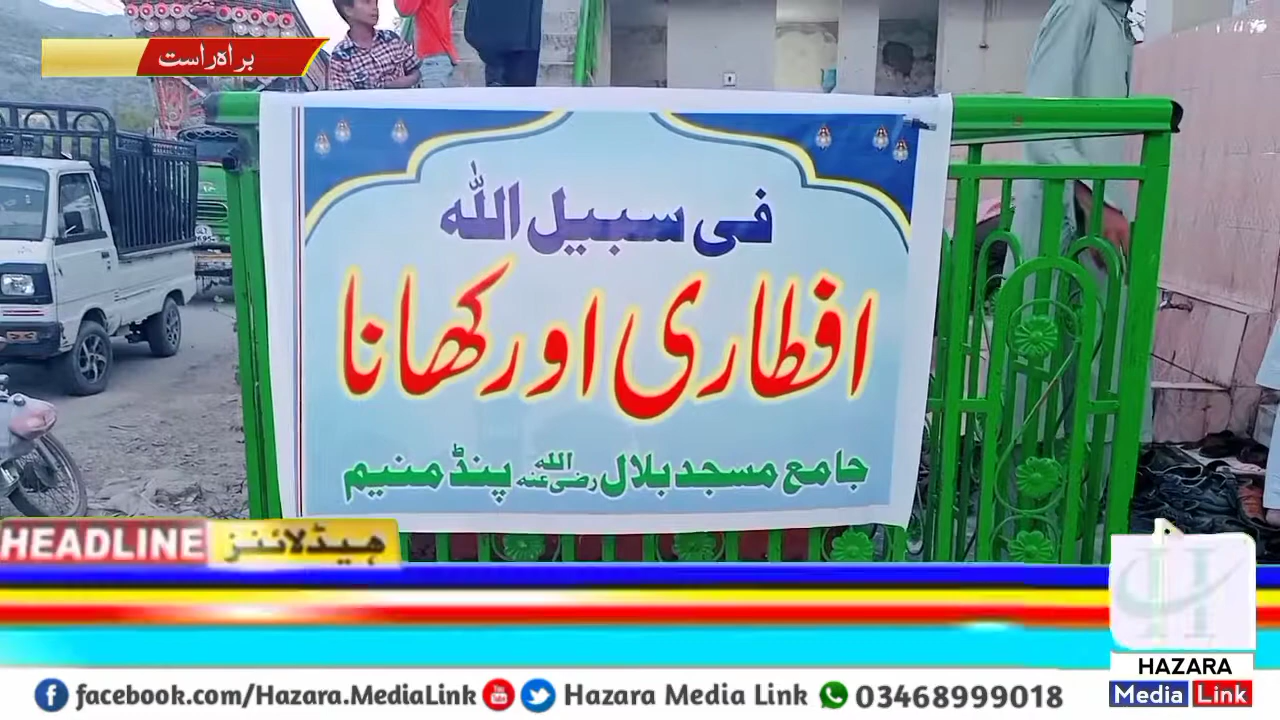 براہ راست
فی سبیل اللہ
افطاری اور کھانا
جامع مسجد بلال رضی اللہ عنہ پنڈ منیم
HEADLINE ہیڈلائنز
H
HAZARA
Media Link
facebook.com/Hazara.MediaLink Hazara Media Link 03468999018